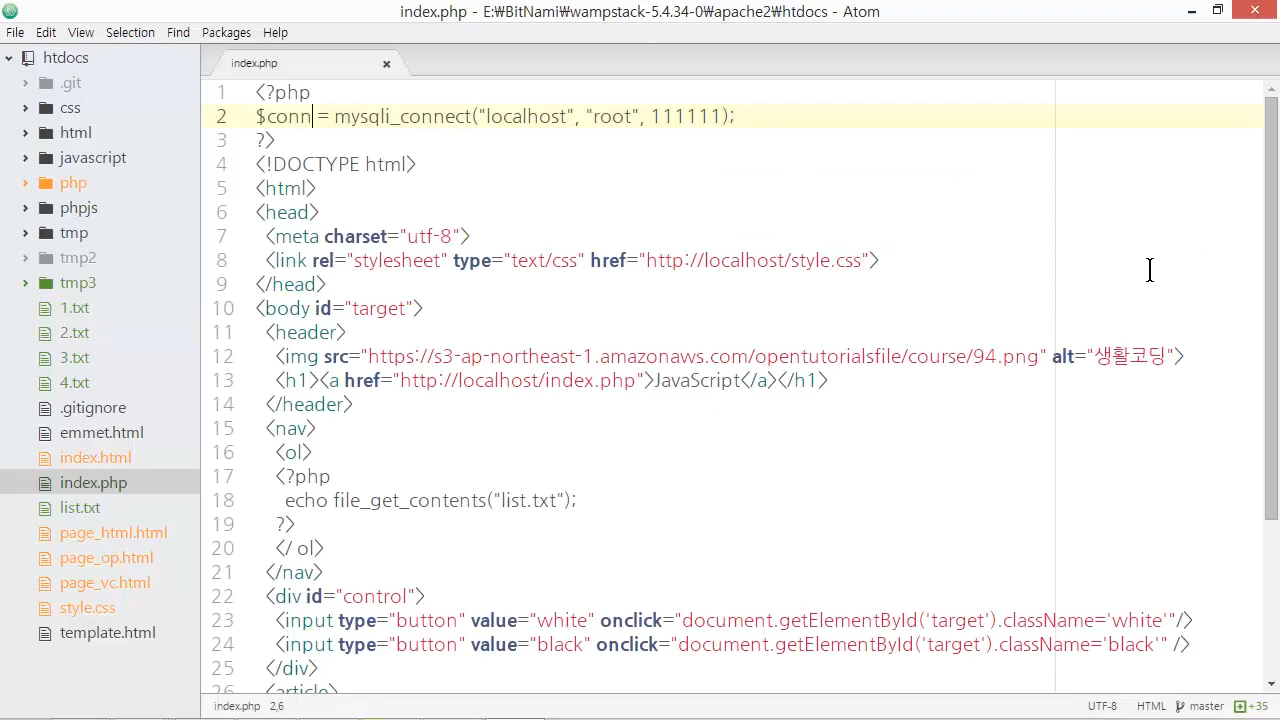 index.php - E:₩BitNami₩wampstack-5.4.34-0₩apache2₩htdocs - Atom
File Edit View Selection Find Packages Help
htdocs
.git
css
html
javascript
php
phpjs
tmp
tmp2
tmp3
1.txt
2.txt
3.txt
4.txt
.gitignore
emmet.html
index.html
index.php
list.txt
page_html.html
page_op.html
page_vc.html
style.css
template.html
index.php
1 <?php
2 $conn = mysqli_connect("localhost", "root", 111111);
3 ?>
4 <!DOCTYPE html>
5 <html>
6 <head>
7 <meta charset="utf-8">
8 <link rel="stylesheet" type="text/css" href="http://localhost/style.css">
9 </head>
10 <body id="target">
11 <header>
12 <img src="https://s3-ap-northeast-1.amazonaws.com/opentutorialsfile/course/94.png" alt="생활코딩">
13 <h1><a href="http://localhost/index.php">JavaScript</a></h1>
14 </header>
15 <nav>
16 <ol>
17 <?php
18 echo file_get_contents("list.txt");
19 ?>
20 </ ol>
21 </nav>
22 <div id="control">
23 <input type="button" value="white" onclick="document.getElementById('target').className='white'"/>
24 <input type="button" value="black" onclick="document.getElementById('target').className='black'" />
25 </div>
26 <article>
index.php 2,6 UTF-8 HTML master +35